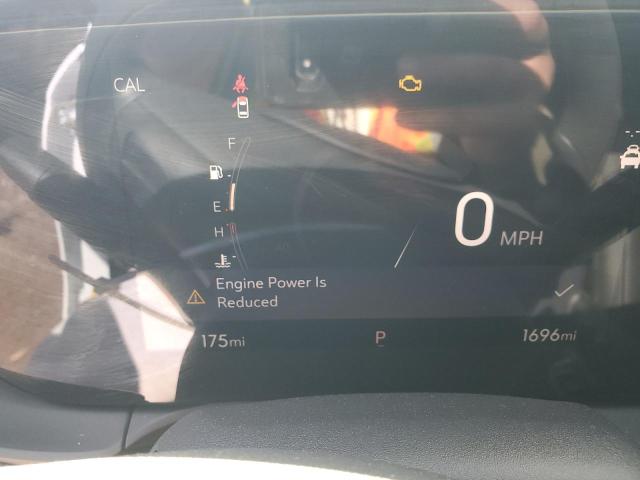 CAL
F
E
H
0 MPH
Engine Power Is
Reduced
175mi
P
1696mi